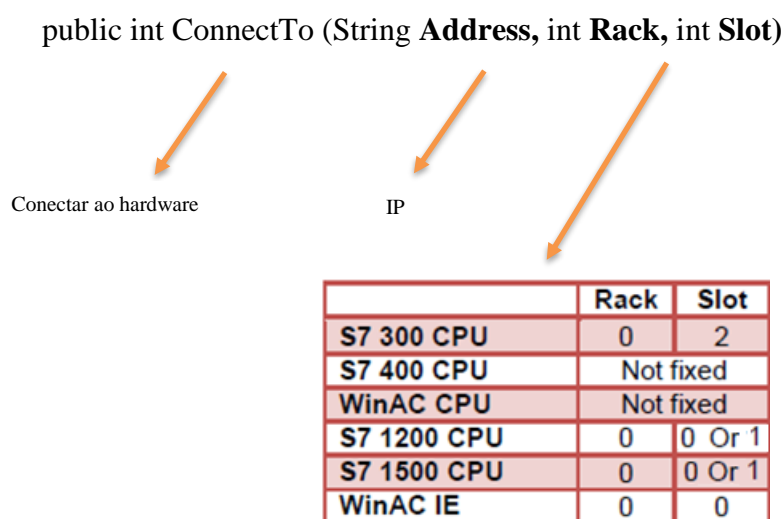 public int ConnectTo (String Address, int Rack, int Slot)
Conectar ao hardware IP
Rack Slot
S7 300 CPU 0 2
S7 400 CPU Not fixed
WinAC CPU Not fixed
S7 1200 CPU 0 0 Or 1
S7 1500 CPU 0 0 Or 1
WinAC IE 0 0